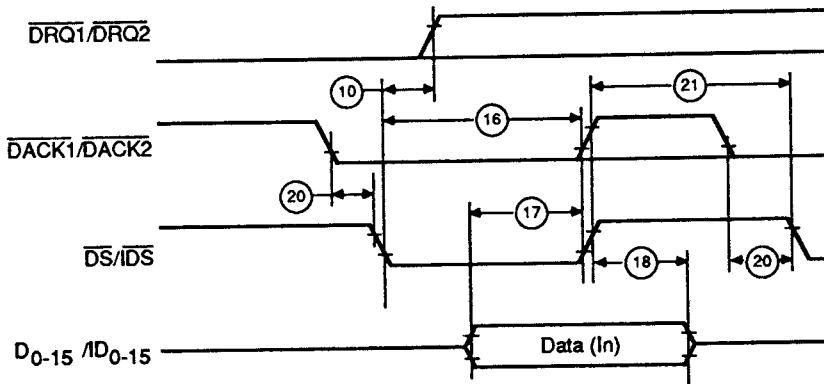 DRQ1/DRQ2
10
21
16
DACK1/DACK2
20
17
DS/IDS
18
20
D0-15 /ID0-15
Data (In)